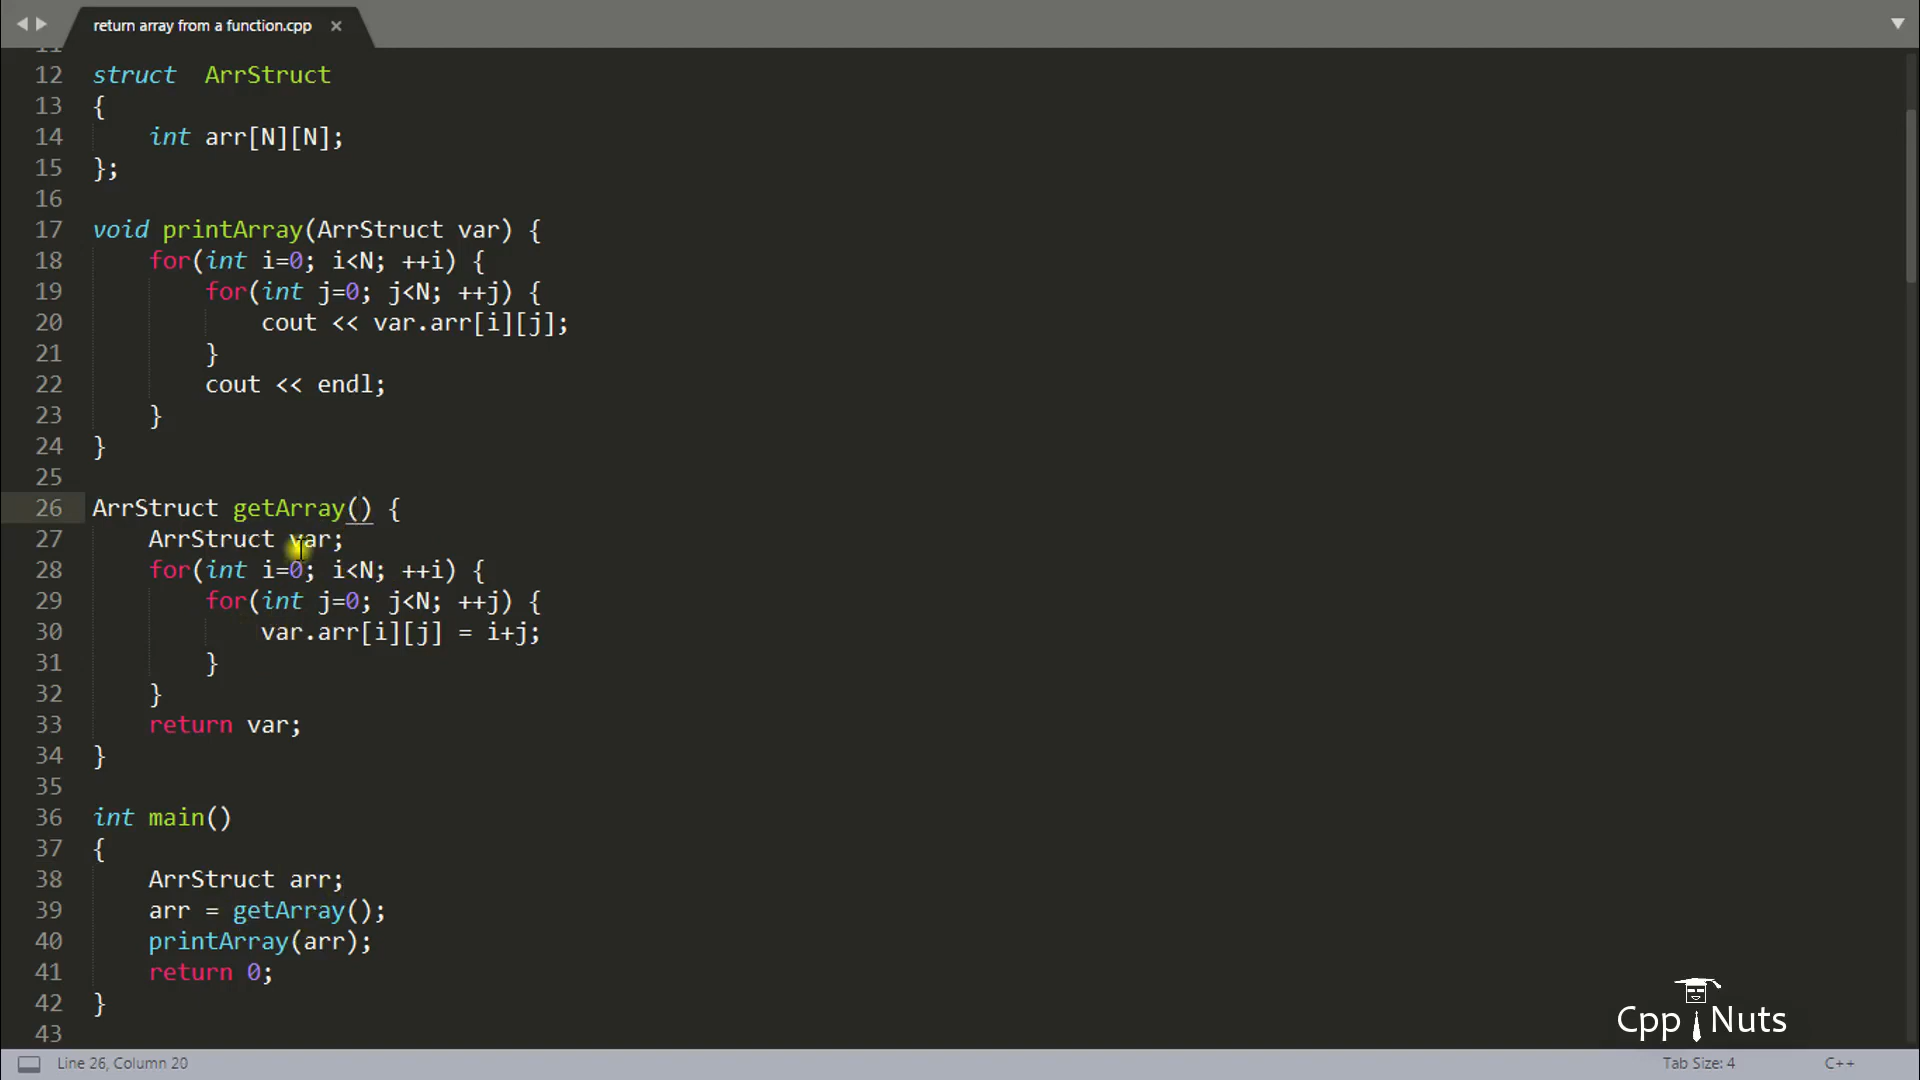 return array from a function.cpp ×
11
12 struct  ArrStruct
13 {
14     int arr[N][N];
15 };
16
17 void printArray(ArrStruct var) {
18     for(int i=0; i<N; ++i) {
19         for(int j=0; j<N; ++j) {
20             cout << var.arr[i][j];
21         }
22         cout << endl;
23     }
24 }
25
26 ArrStruct getArray() {
27     ArrStruct var;
28     for(int i=0; i<N; ++i) {
29         for(int j=0; j<N; ++j) {
30             var.arr[i][j] = i+j;
31         }
32     }
33     return var;
34 }
35
36 int main()
37 {
38     ArrStruct arr;
39     arr = getArray();
40     printArray(arr);
41     return 0;
42 }
43
Cpp Nuts
Line 26, Column 20 Tab Size: 4 C++